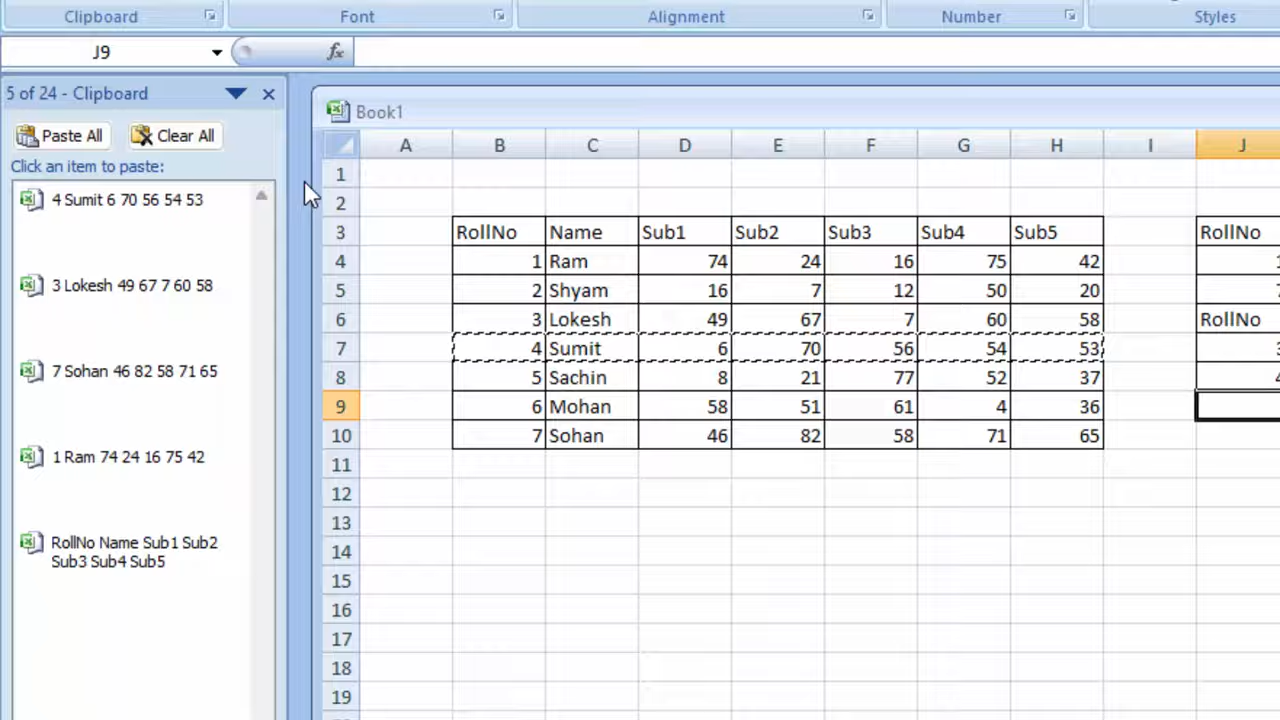 Clipboard Font Alignment Number Styles
J9 fx
5 of 24 - Clipboard
Book1
Paste All Clear All
Click an item to paste:
4 Sumit 6 70 56 54 53
3 Lokesh 49 67 7 60 58
7 Sohan 46 82 58 71 65
1 Ram 74 24 16 75 42
RollNo Name Sub1 Sub2
Sub3 Sub4 Sub5
A B C D E F G H I J
1
2
3 RollNo Name Sub1 Sub2 Sub3 Sub4 Sub5 RollNo
4 1 Ram 74 24 16 75 42
5 2 Shyam 16 7 12 50 20
6 3 Lokesh 49 67 7 60 58 RollNo
7 4 Sumit 6 70 56 54 53
8 5 Sachin 8 21 77 52 37
9 6 Mohan 58 51 61 4 36
10 7 Sohan 46 82 58 71 65
11
12
13
14
15
16
17
18
19